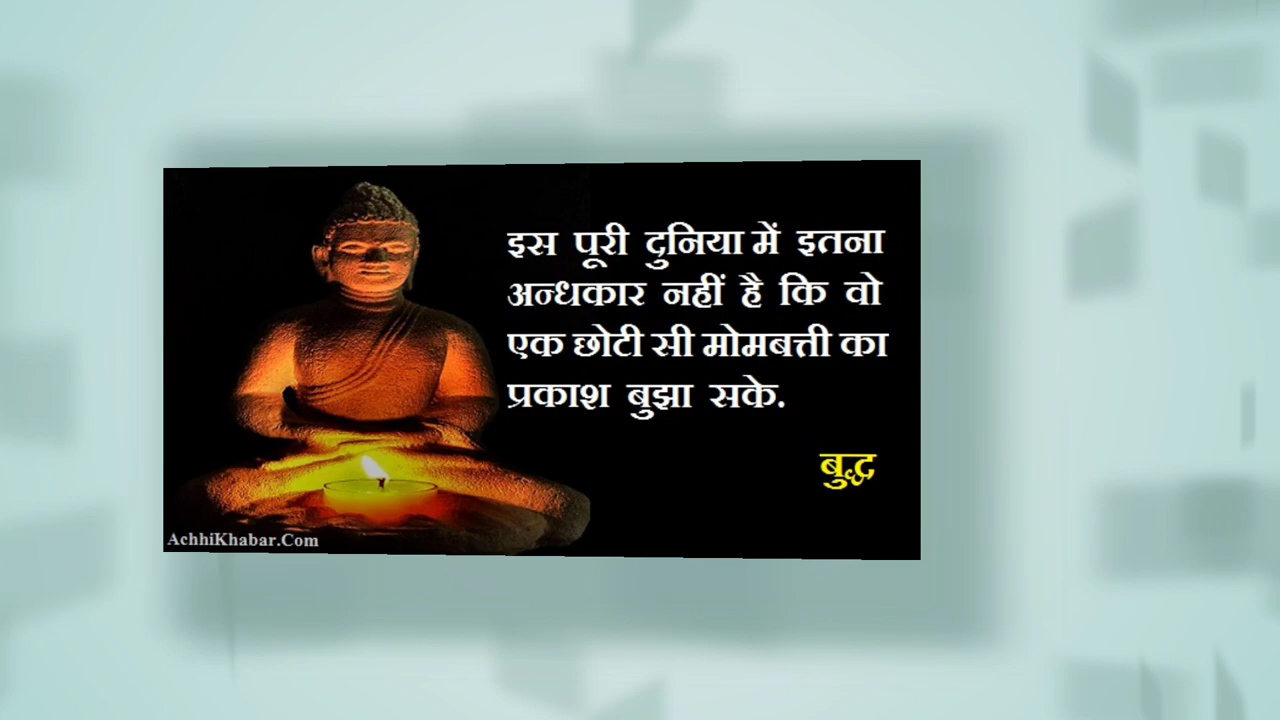 इस पूरी दुनिया में इतना
अन्धकार नहीं है कि वो
एक छोटी सी मोमबत्ती का
प्रकाश बुझा सके.
बुद्ध
AchhiKhabar.Com